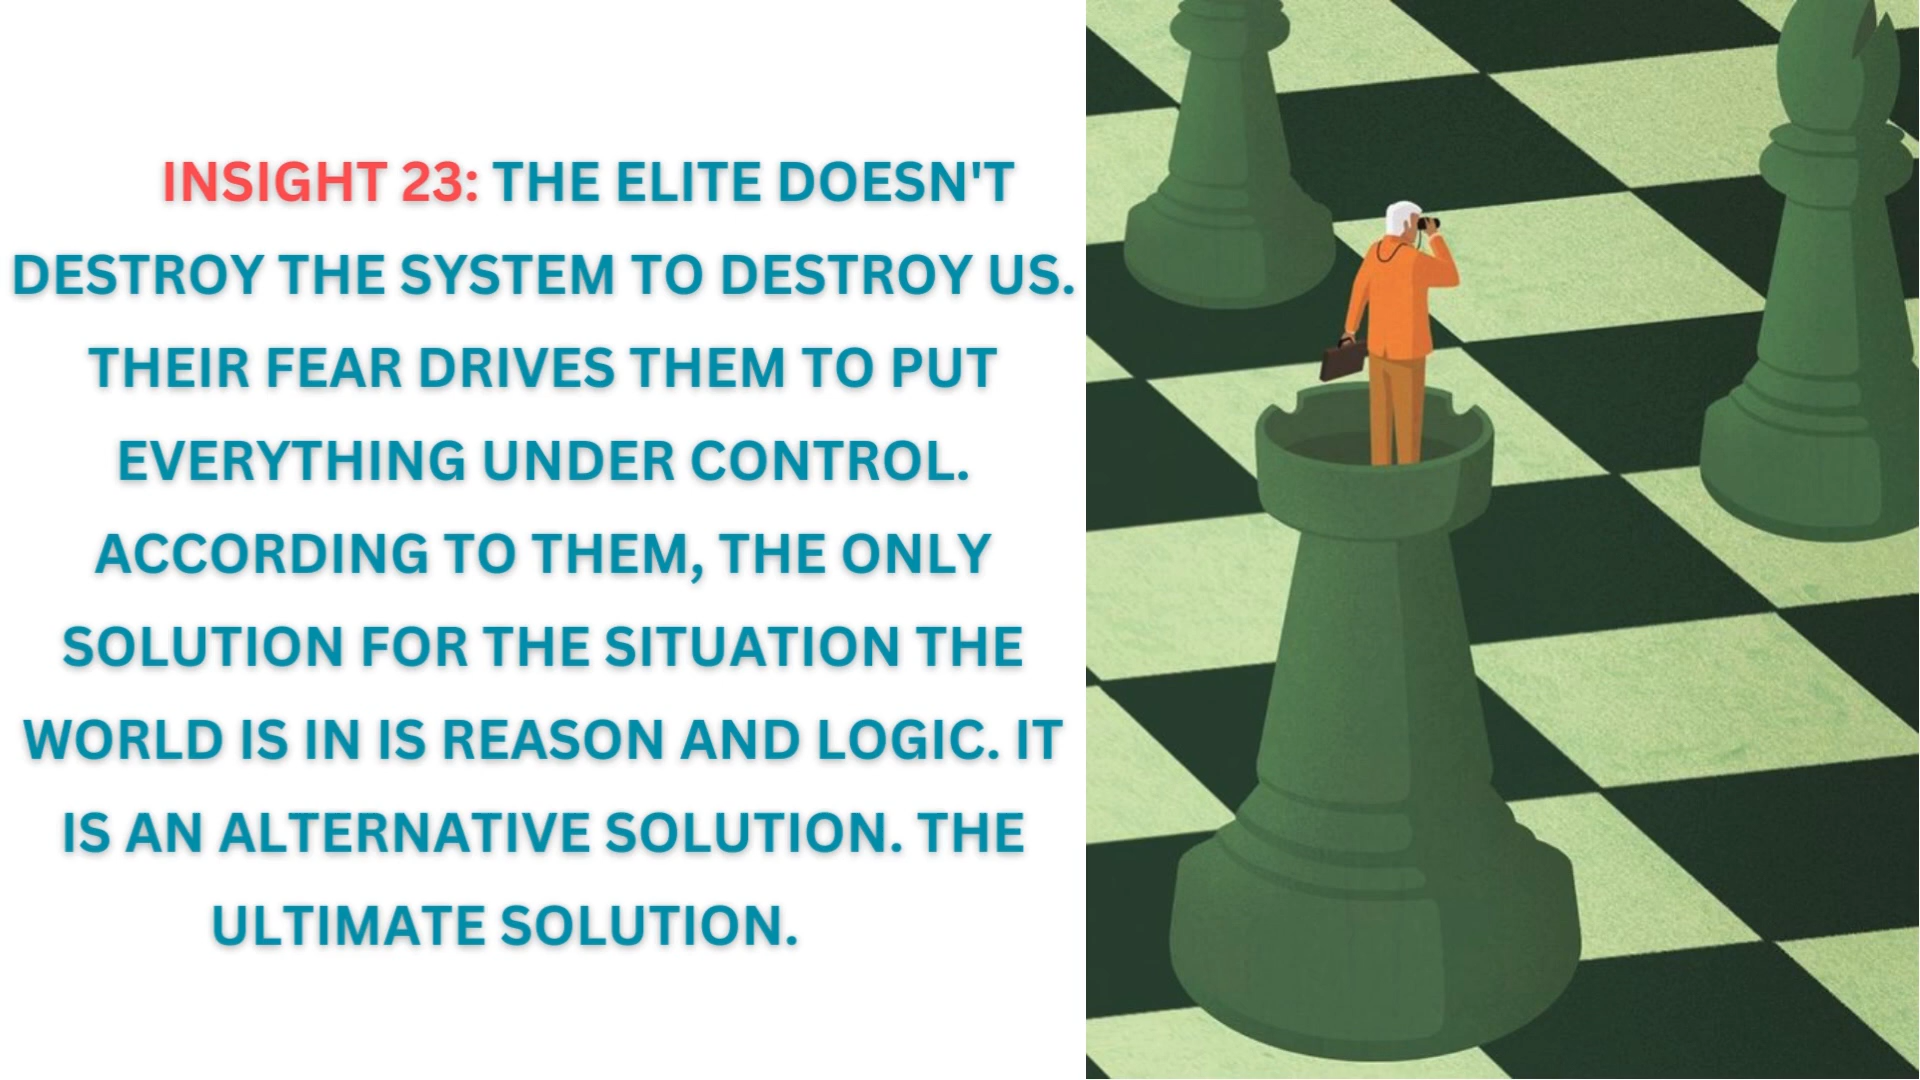 INSIGHT 23: THE ELITE DOESN'T
DESTROY THE SYSTEM TO DESTROY US.
THEIR FEAR DRIVES THEM TO PUT
EVERYTHING UNDER CONTROL.
ACCORDING TO THEM, THE ONLY
SOLUTION FOR THE SITUATION THE
WORLD IS IN IS REASON AND LOGIC. IT
IS AN ALTERNATIVE SOLUTION. THE
ULTIMATE SOLUTION.